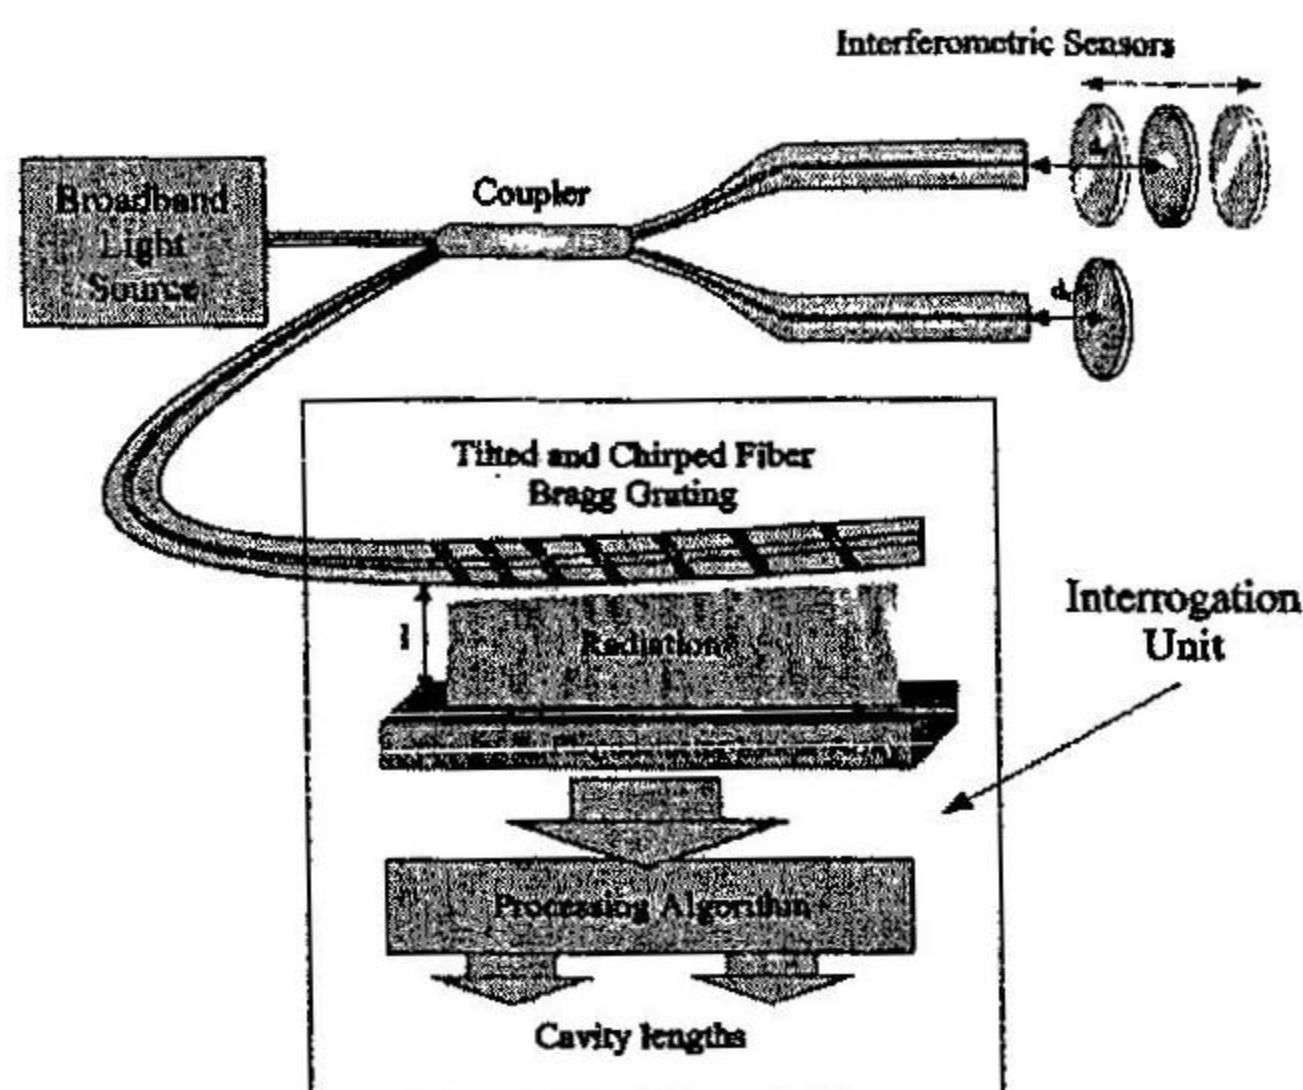 Interferometric Sensors
Broadband
Light
Source
Coupler
Tilted and Chirped Fiber
Bragg Grating
l
Radiation
Interrogation
Unit
Processing Algorithm
Cavity lengths